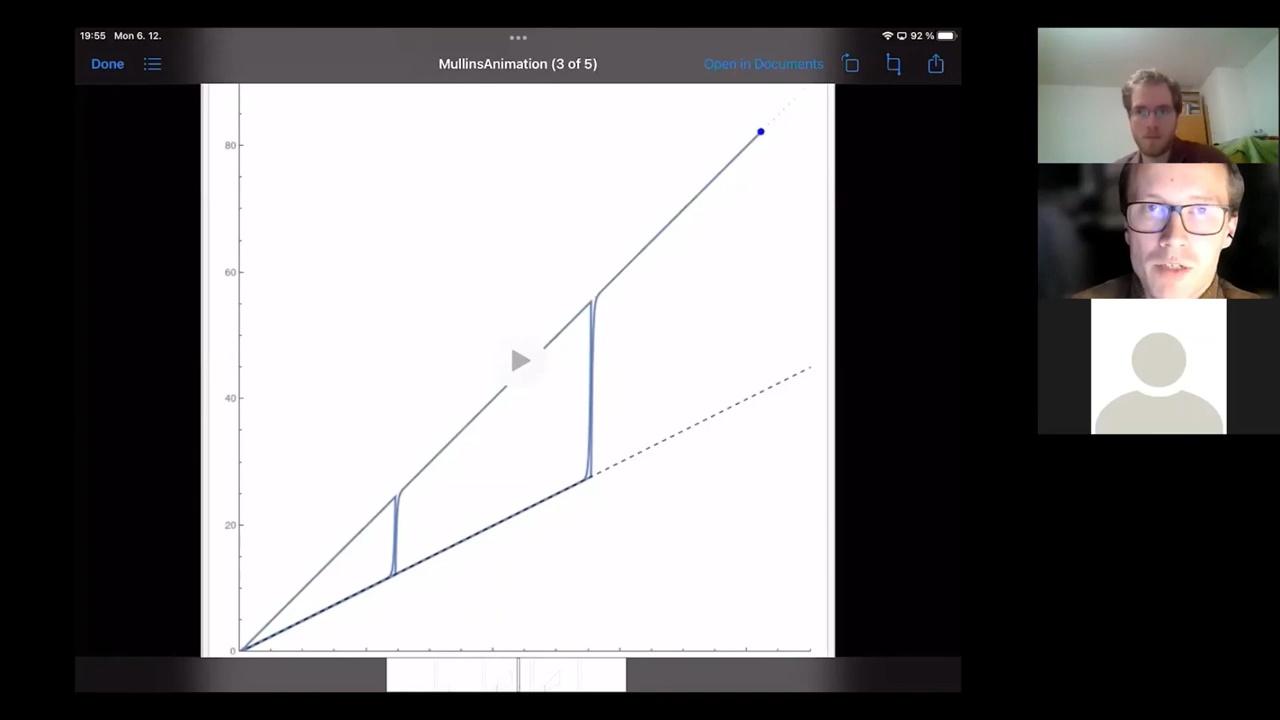 19:55 Mon 6. 12.
92 %
Done
MullinsAnimation (3 of 5)
Open in Documents
80
60
40
20
0